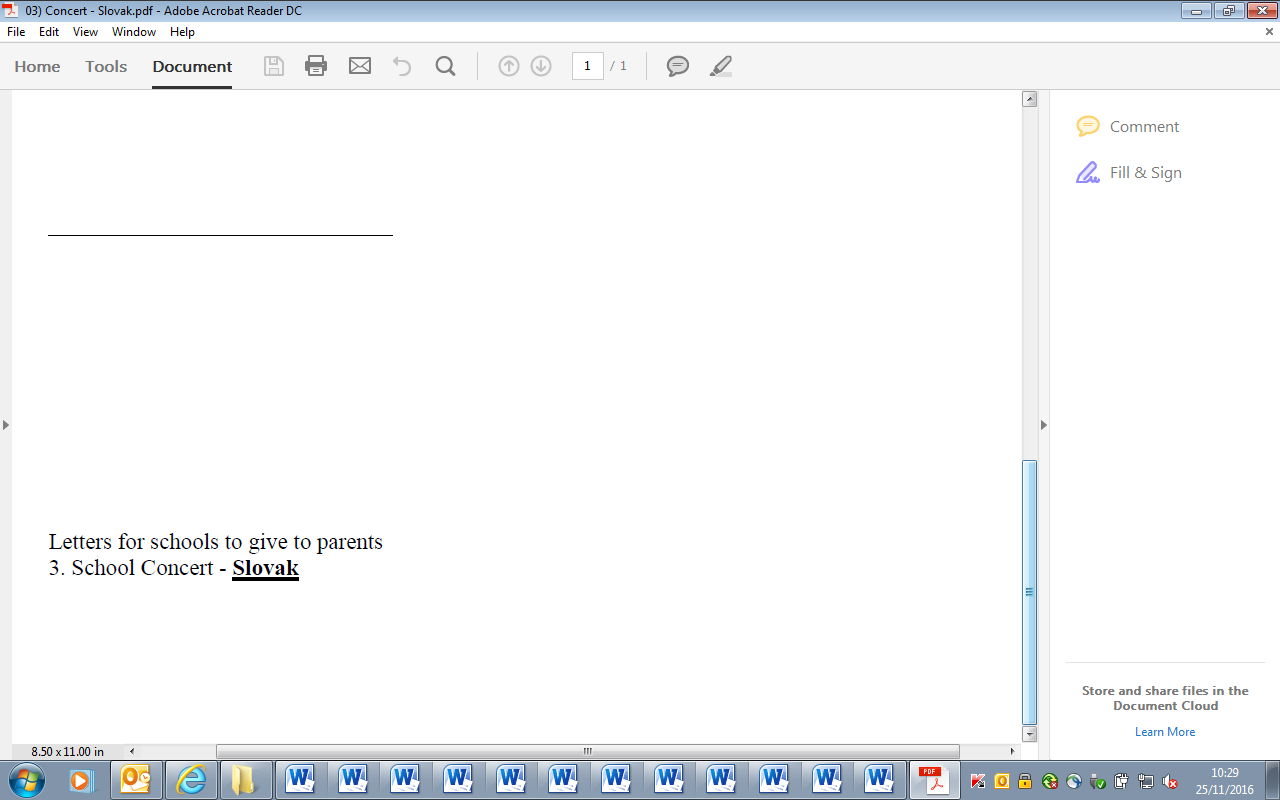 03) Concert - Slovak.pdf - Adobe Acrobat Reader DC
File Edit View Window Help
Home Tools Document 1 / 1
Comment
Fill & Sign
Letters for schools to give to parents
3. School Concert - Slovak
Store and share files in the
Document Cloud
Learn More
8.50 x 11.00 in
10:29
25/11/2016